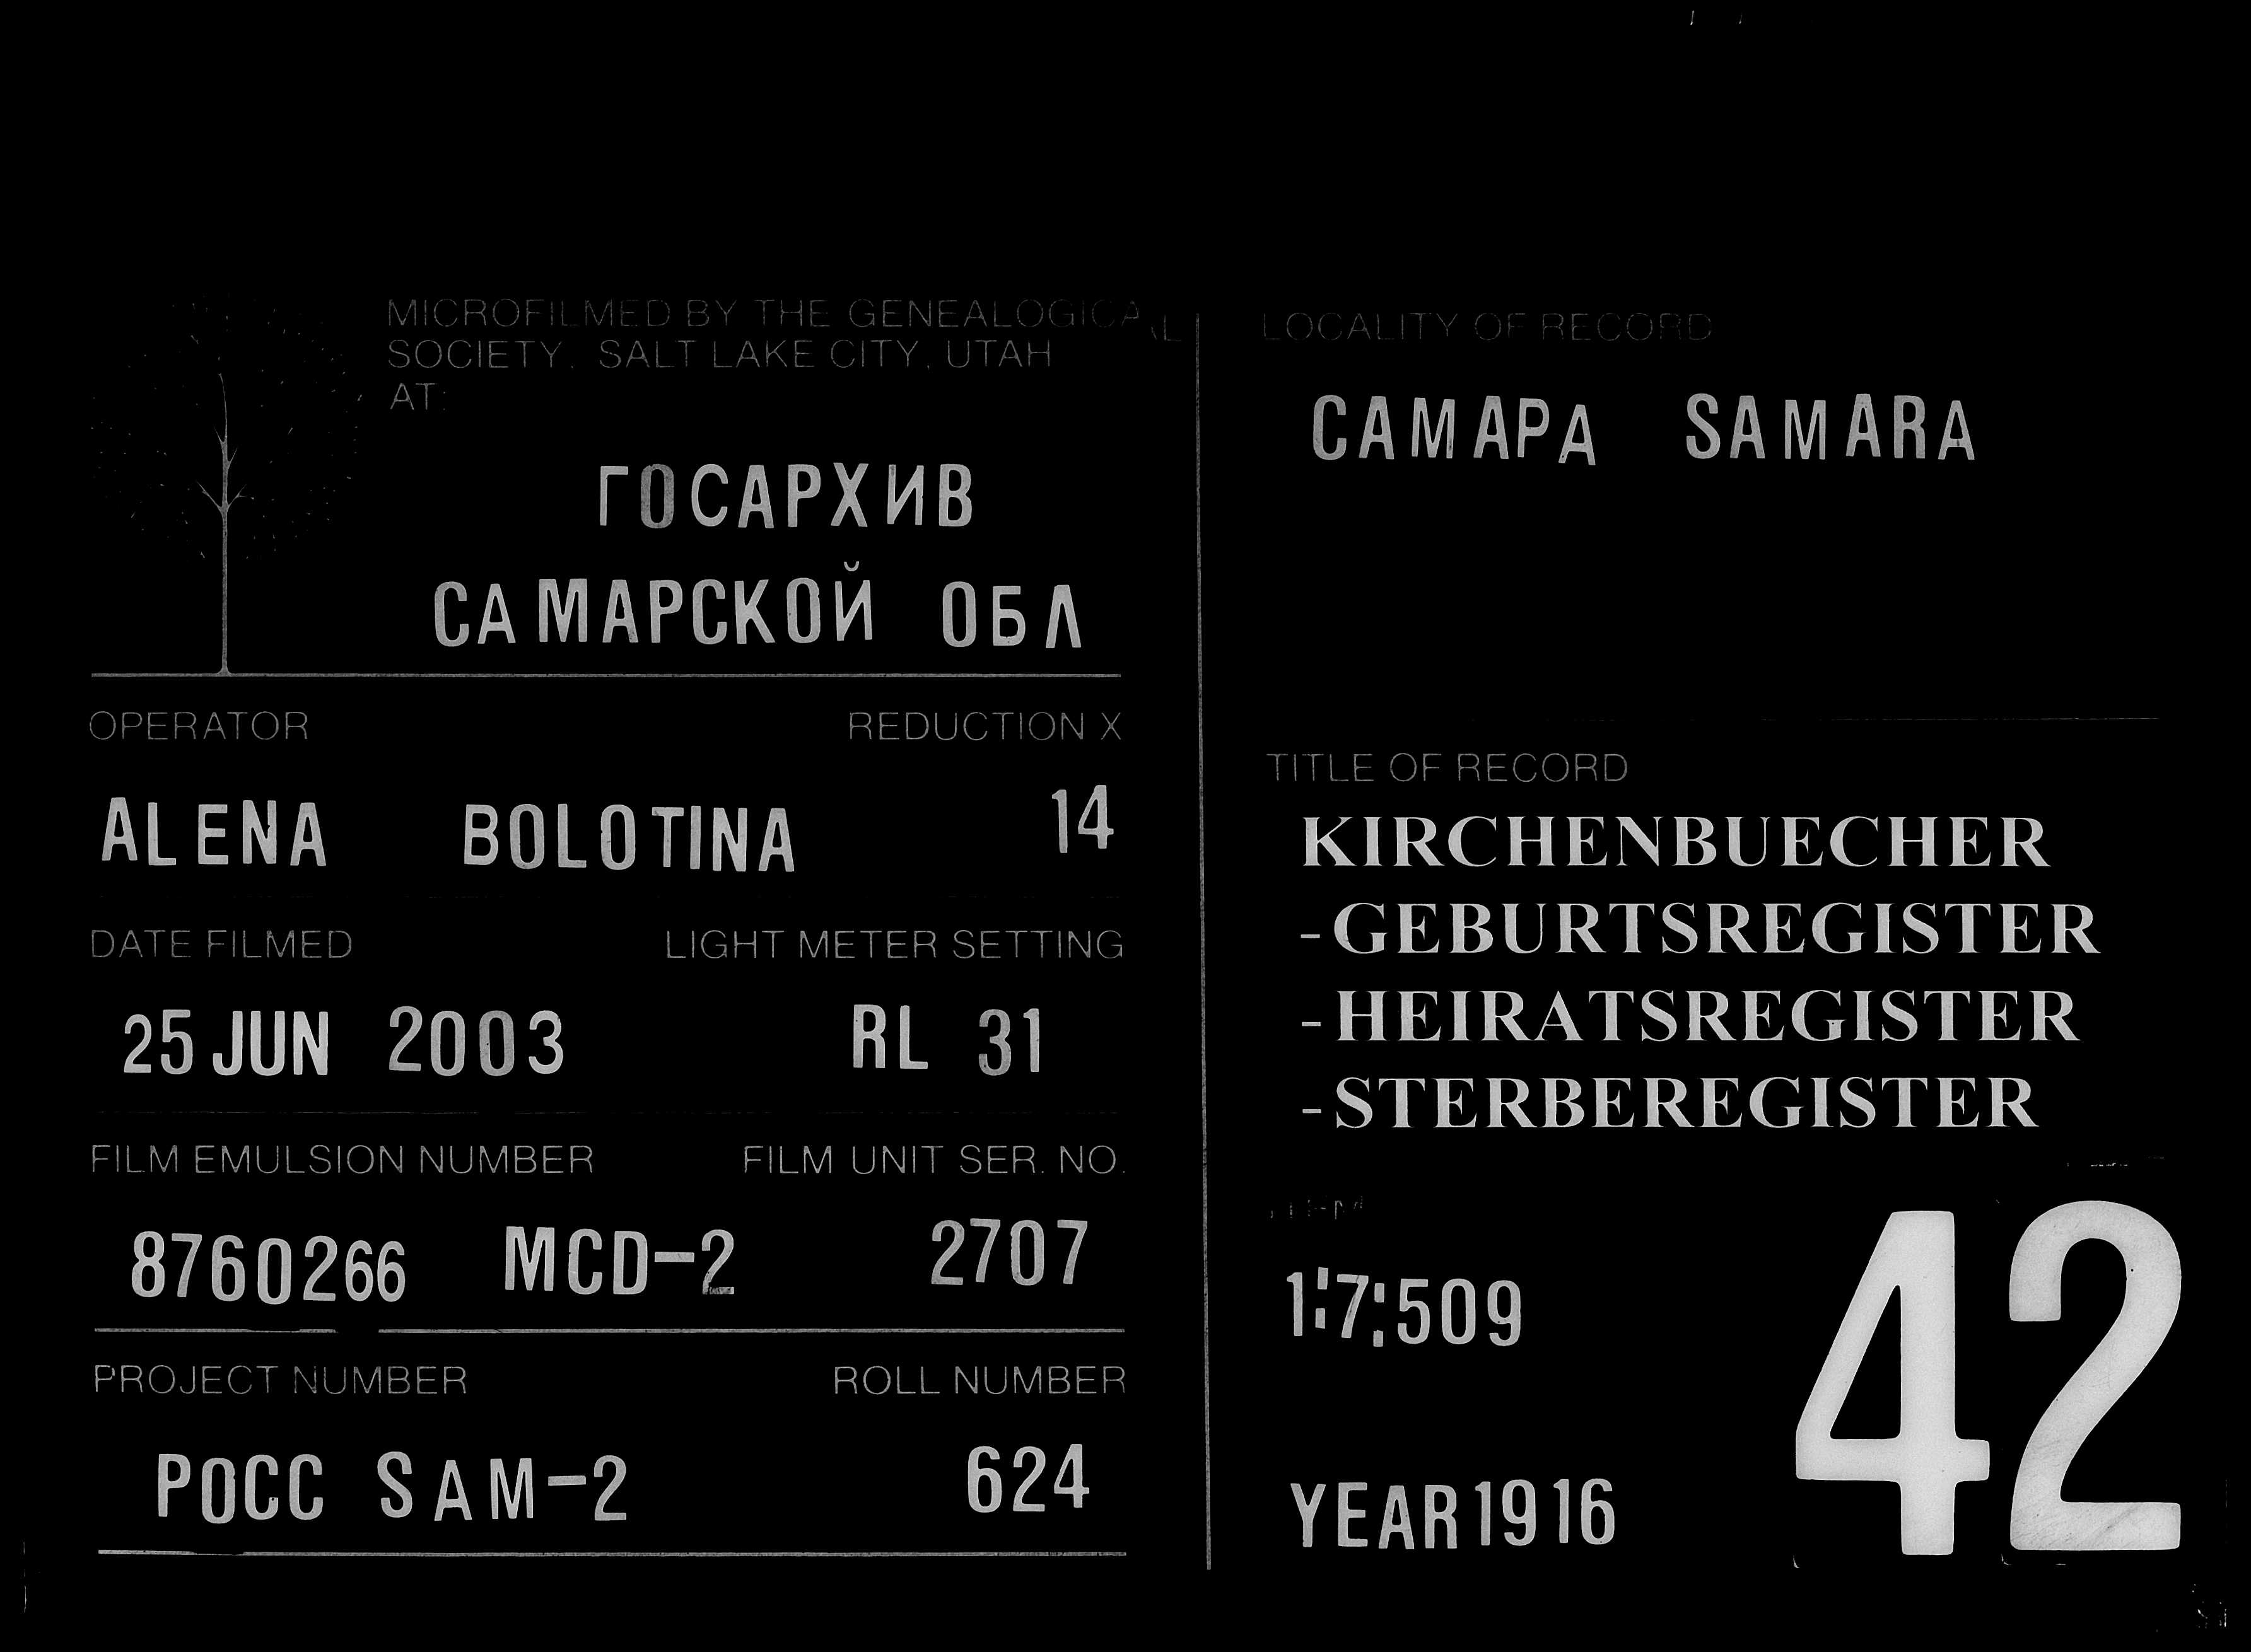 MICROFILMED BY THE GENEALOGICAL
SOCIETY, SALT LAKE CITY, UTAH
AT:
ГОСАРХИВ
САМАРСКОЙ ОБЛ
OPERATOR REDUCTION X
ALENA BOLOTINA 14
DATE FILMED LIGHT METER SETTING
25 JUN 2003 RL 31
FILM EMULSION NUMBER FILM UNIT SER. NO.
8760266 MCD-2 2707
PROJECT NUMBER ROLL NUMBER
РОСС SAM-2 624
LOCALITY OF RECORD
САМАРА SAMARA
TITLE OF RECORD
KIRCHENBUECHER
-GEBURTSREGISTER
-HEIRATSREGISTER
-STERBEREGISTER
1:7:509
YEAR 1916
42